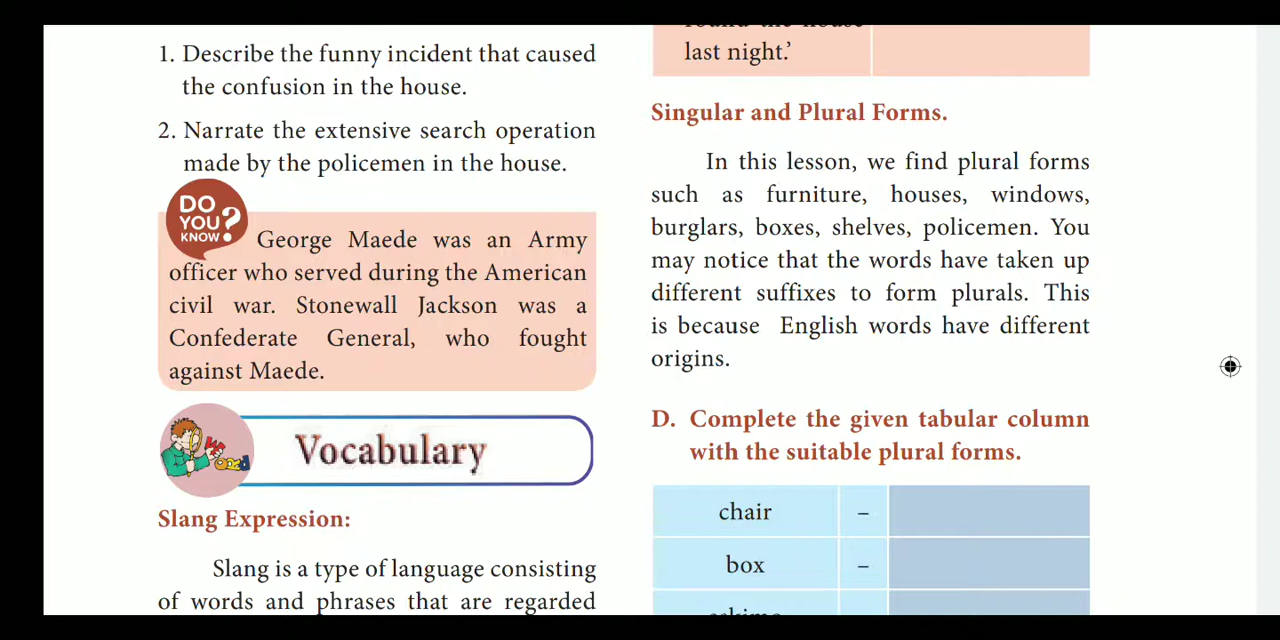 1. Describe the funny incident that caused
the confusion in the house.
2. Narrate the extensive search operation
made by the policemen in the house.
DO
YOU
KNOW?
George Maede was an Army
officer who served during the American
civil war. Stonewall Jackson was a
Confederate General, who fought
against Maede.
Vocabulary
Slang Expression:
Slang is a type of language consisting
of words and phrases that are regarded
last night.’
Singular and Plural Forms.
In this lesson, we find plural forms
such as furniture, houses, windows,
burglars, boxes, shelves, policemen. You
may notice that the words have taken up
different suffixes to form plurals. This
is because English words have different
origins.
D. Complete the given tabular column
with the suitable plural forms.
chair –
box –